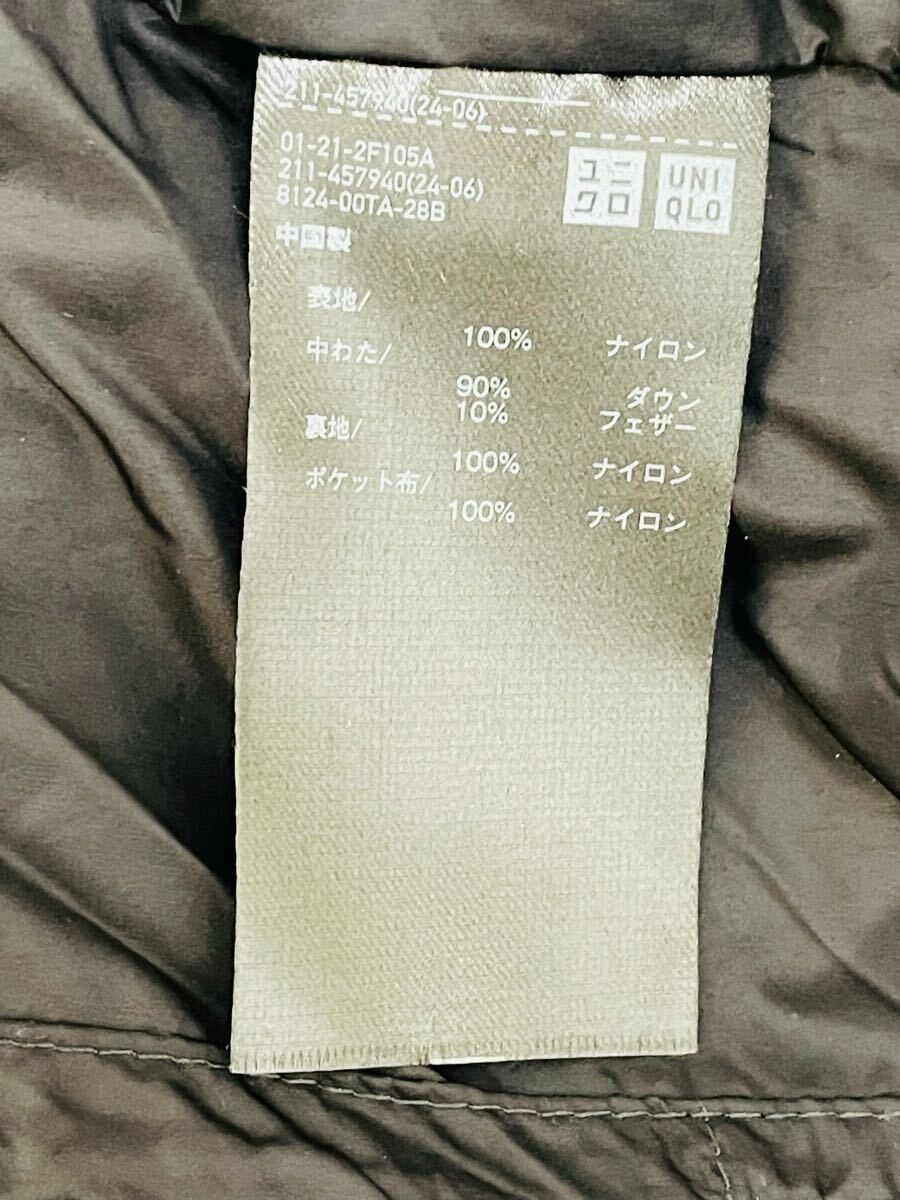 211-457940(24-06)
01-21-2F105A
211-457940(24-06)
8124-00TA-28B
ユニ
クロ
UNI
QLO
中国製
表地/
100% ナイロン
中わた/
90% ダウン
10% フェザー
裏地/
100% ナイロン
ポケット布/
100% ナイロン